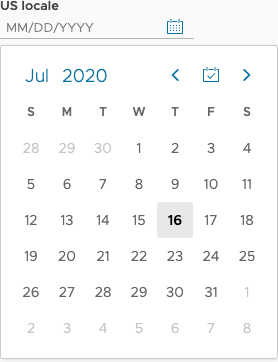 US locale
MM/DD/YYYY
Jul 2020
S M T W T F S
28 29 30 1 2 3 4
5 6 7 8 9 10 11
12 13 14 15 16 17 18
19 20 21 22 23 24 25
26 27 28 29 30 31 1
2 3 4 5 6 7 8